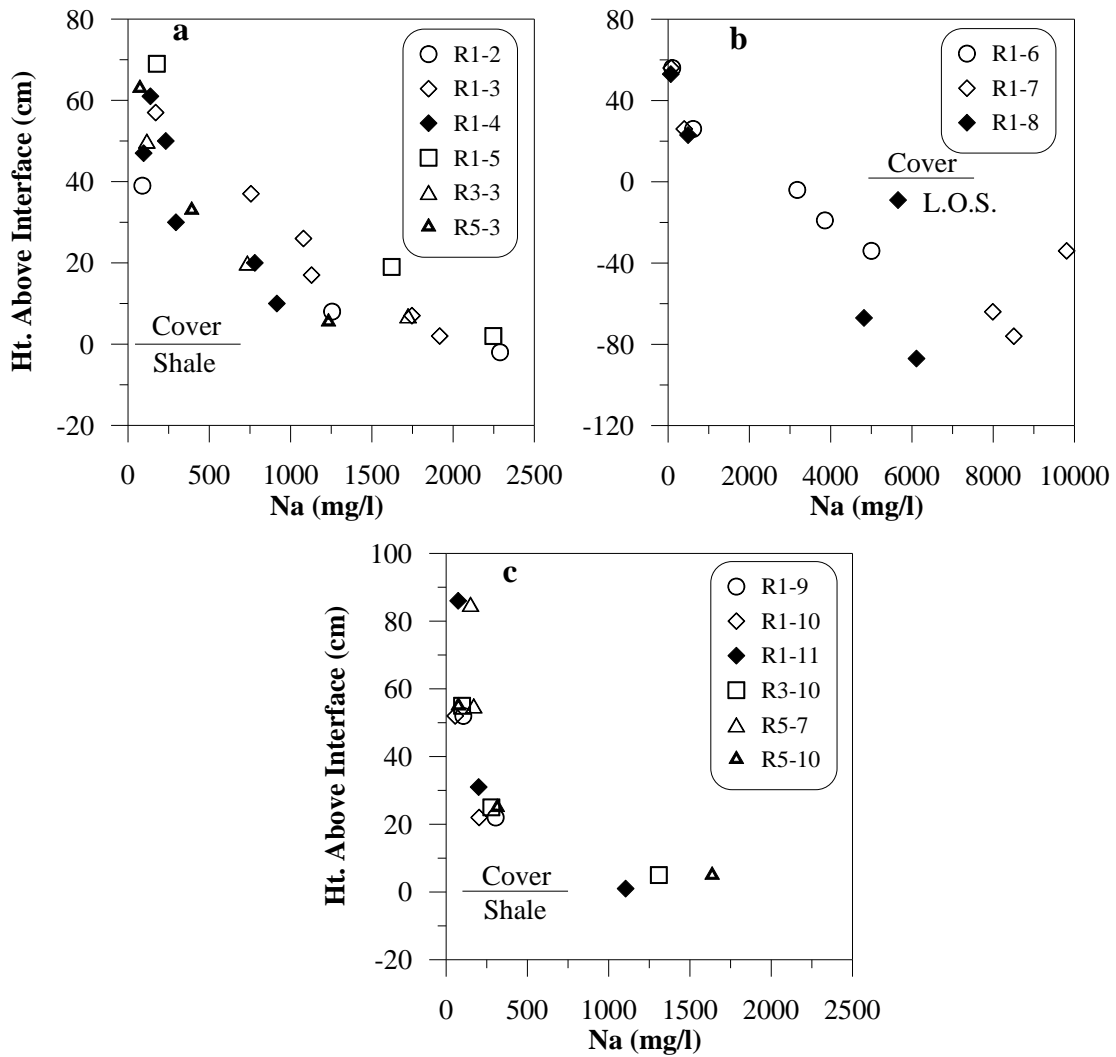 a
80
60
40
20
0
-20
Ht. Above Interface (cm)
R1-2
R1-3
R1-4
R1-5
R3-3
R5-3
Cover
Shale
0 500 1000 1500 2000 2500
Na (mg/l)
b
80
40
0
-40
-80
-120
R1-6
R1-7
R1-8
Cover
L.O.S.
0 2000 4000 6000 8000 10000
Na (mg/l)
c
100
80
60
40
20
0
-20
Ht. Above Interface (cm)
R1-9
R1-10
R1-11
R3-10
R5-7
R5-10
Cover
Shale
0 500 1000 1500 2000 2500
Na (mg/l)